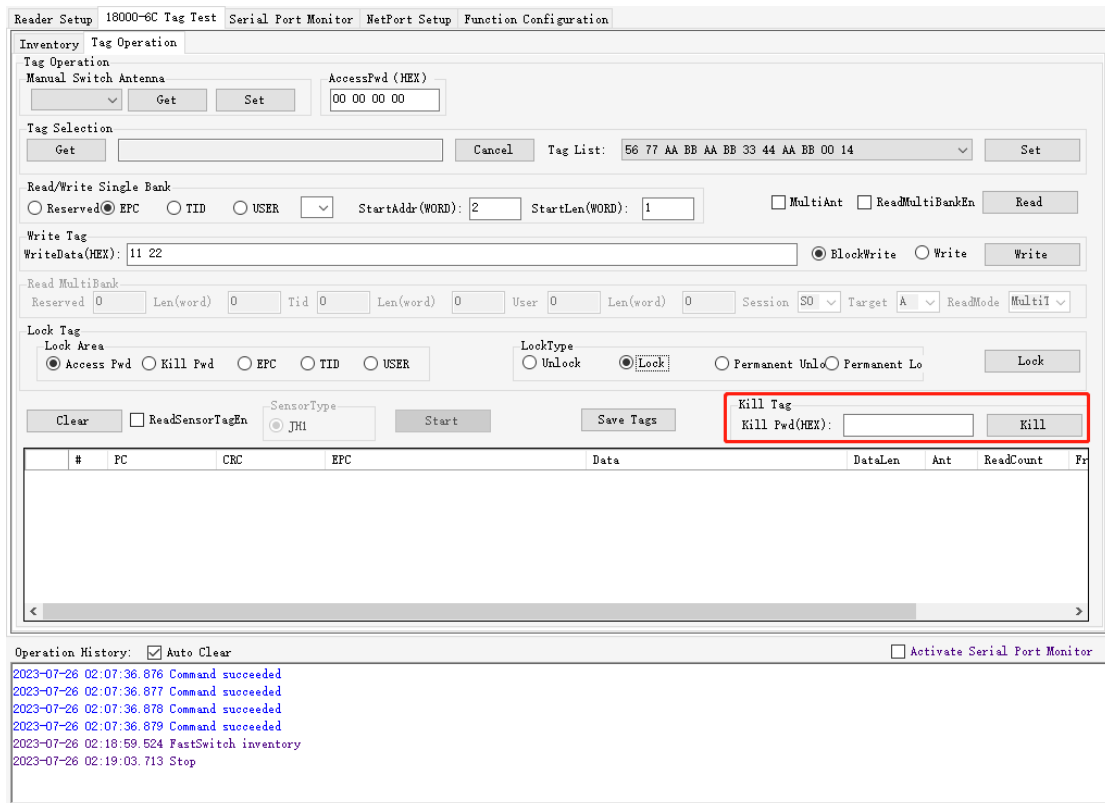 Reader Setup 18000-6C Tag Test Serial Port Monitor NetPort Setup Function Configuration
Inventory Tag Operation
Tag Operation
Manual Switch Antenna AccessPwd (HEX)
Get Set 00 00 00 00
Tag Selection
Get Cancel Tag List: 56 77 AA BB AA BB 33 44 AA BB 00 14 Set
Read/Write Single Bank
Reserved EPC TID USER StartAddr(WORD): 2 StartLen(WORD): 1 MultiAnt ReadMultiBankEn Read
Write Tag
WriteData(HEX): 11 22 BlockWrite Write Write
Read MultiBank
Reserved 0 Len(word) 0 Tid 0 Len(word) 0 User 0 Len(word) 0 Session S0 Target A ReadMode MultiT
Lock Tag
Lock Area LockType
Access Pwd Kill Pwd EPC TID USER Unlock Lock Permanent Unlo Permanent Lo Lock
SensorType Kill Tag
Clear ReadSensorTagEn JH1 Start Save Tags Kill Pwd(HEX): Kill
# PC CRC EPC Data DataLen Ant ReadCount Fr
Operation History: Auto Clear Activate Serial Port Monitor
2023-07-26 02:07:36.876 Command succeeded
2023-07-26 02:07:36.877 Command succeeded
2023-07-26 02:07:36.878 Command succeeded
2023-07-26 02:07:36.879 Command succeeded
2023-07-26 02:18:59.524 FastSwitch inventory
2023-07-26 02:19:03.713 Stop